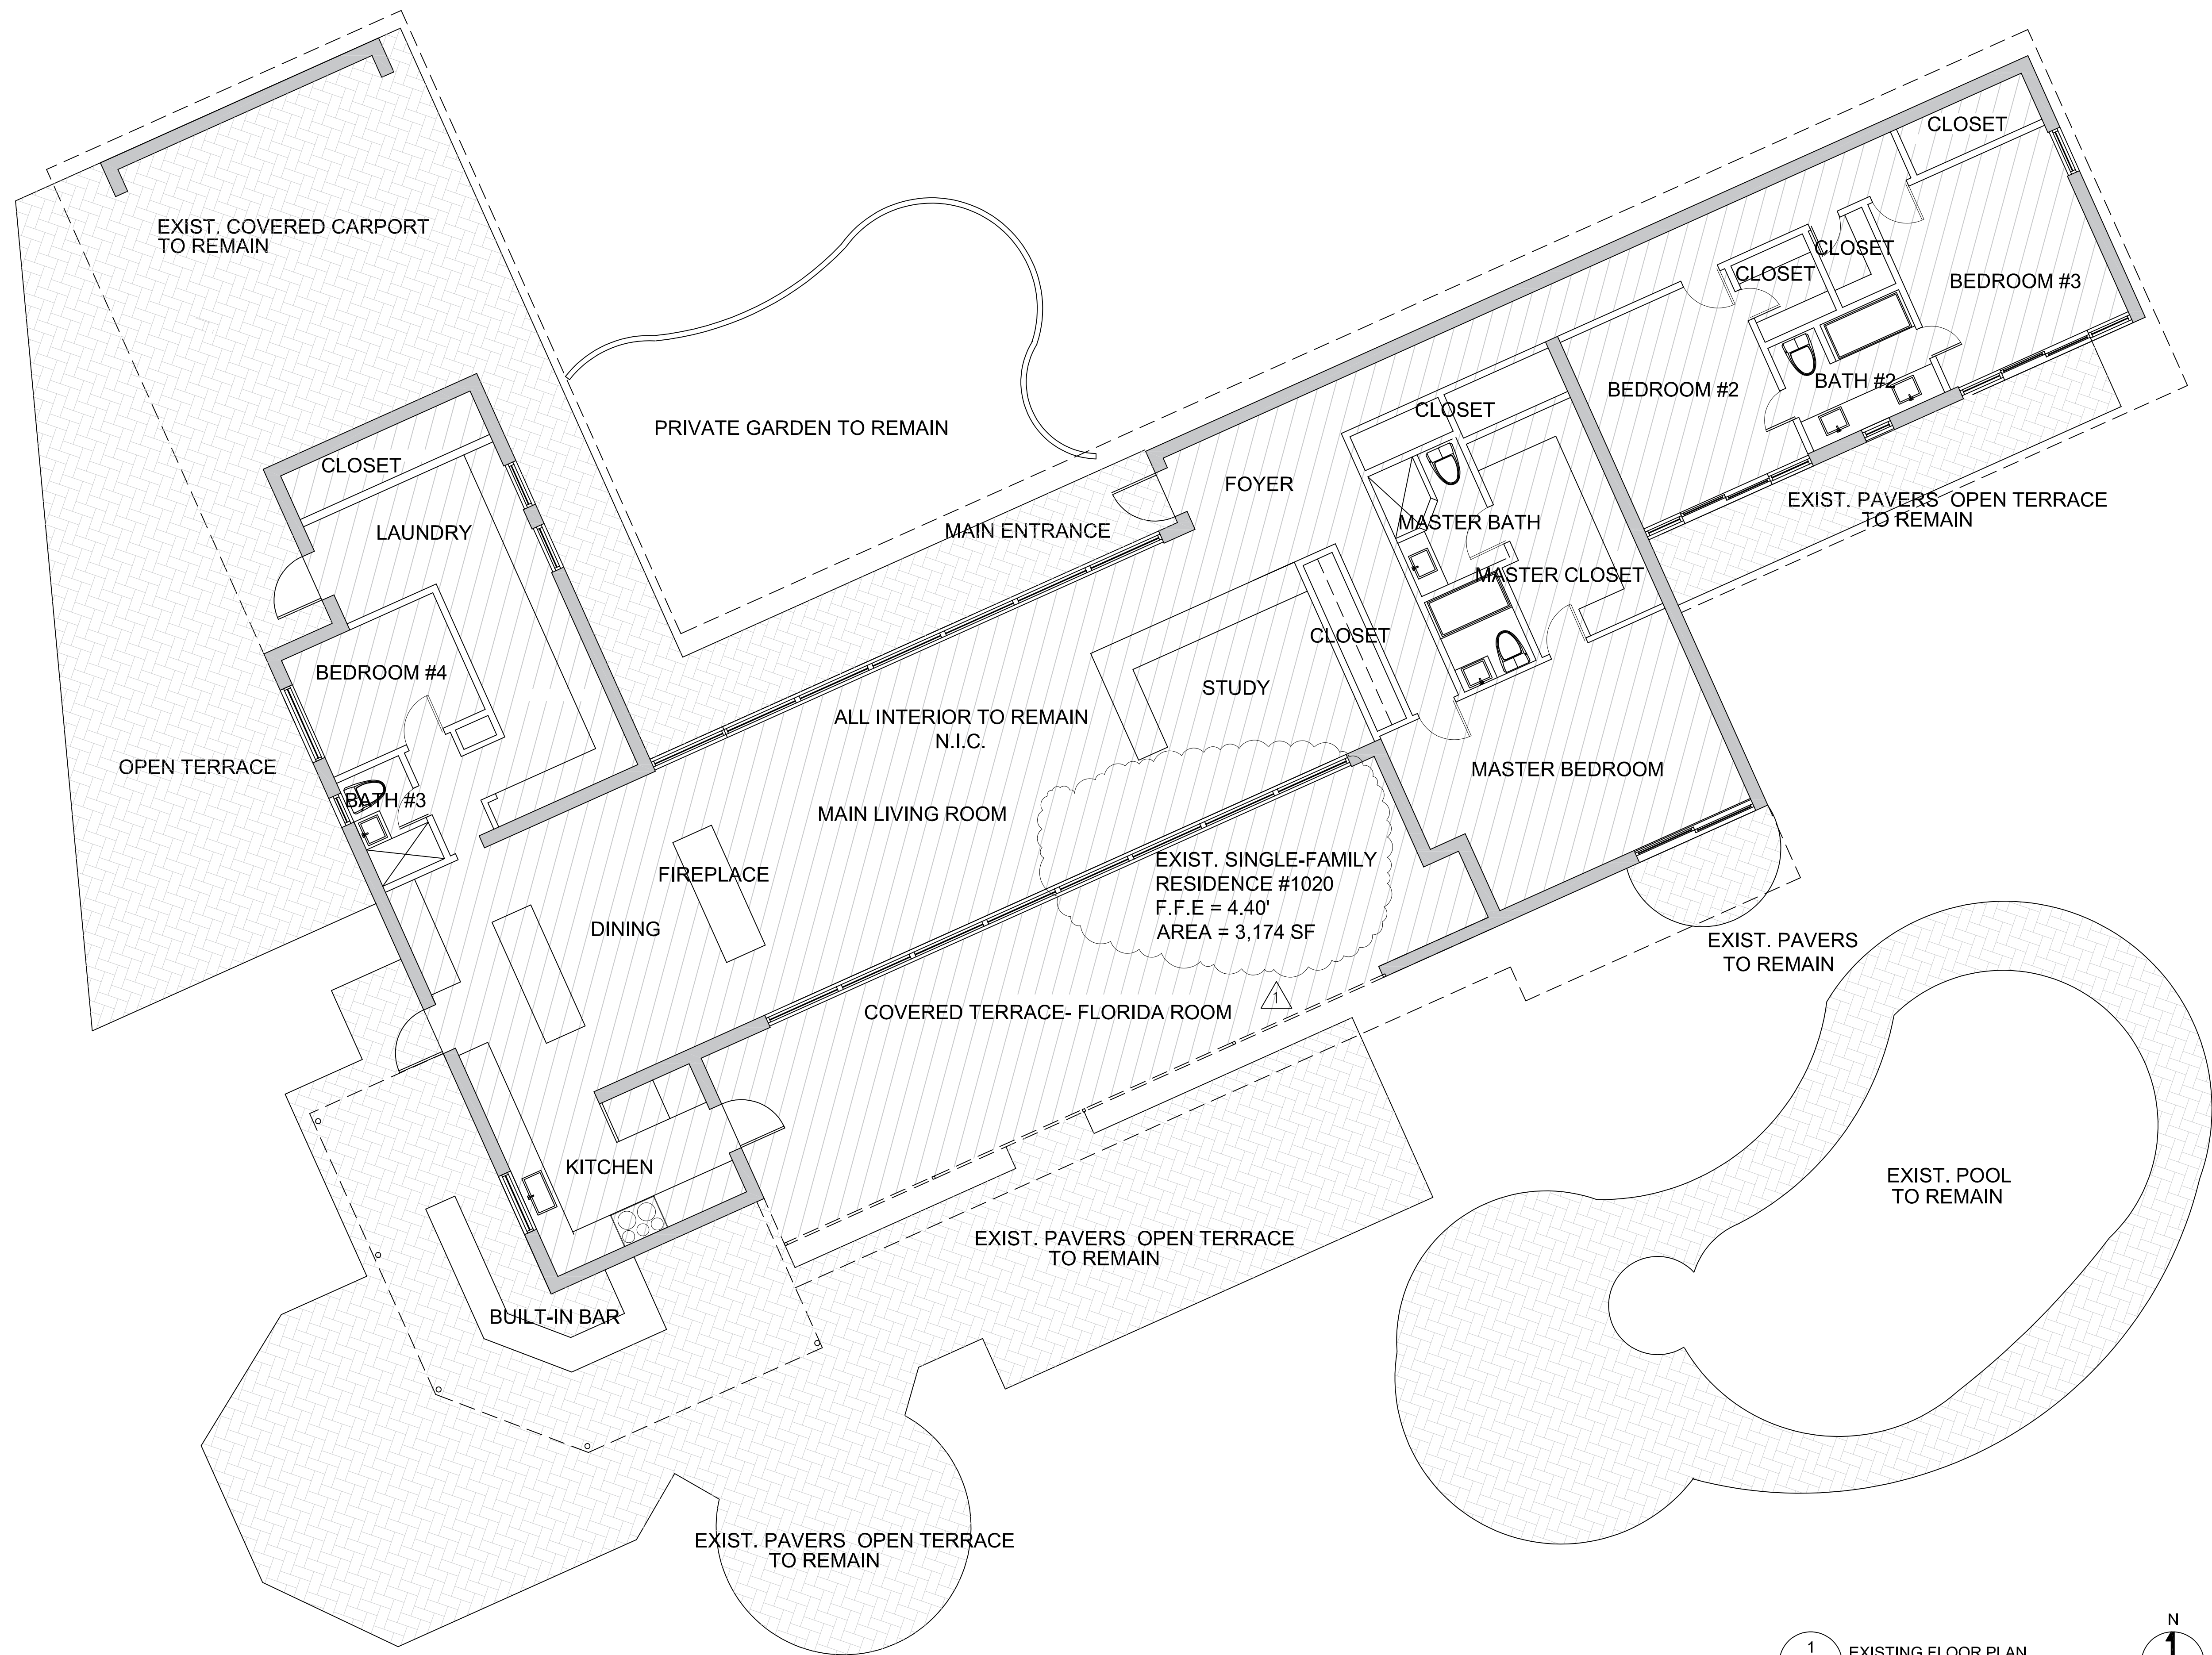 CLOSET
EXIST. COVERED CARPORT
TO REMAIN
CLOSET
CLOSET
BEDROOM #3
BATH #2
BEDROOM #2
CLOSET
PRIVATE GARDEN TO REMAIN
CLOSET
FOYER
EXIST. PAVERS OPEN TERRACE
TO REMAIN
MASTER BATH
MAIN ENTRANCE
LAUNDRY
MASTER CLOSET
CLOSET
BEDROOM #4
STUDY
ALL INTERIOR TO REMAIN
N.I.C.
OPEN TERRACE
MASTER BEDROOM
BATH #3
MAIN LIVING ROOM
EXIST. SINGLE-FAMILY
RESIDENCE #1020
F.F.E = 4.40'
AREA = 3,174 SF
FIREPLACE
DINING
EXIST. PAVERS
TO REMAIN
1
COVERED TERRACE- FLORIDA ROOM
KITCHEN
EXIST. POOL
TO REMAIN
EXIST. PAVERS OPEN TERRACE
TO REMAIN
BUILT-IN BAR
EXIST. PAVERS OPEN TERRACE
TO REMAIN
1
EXISTING FLOOR PLAN
N